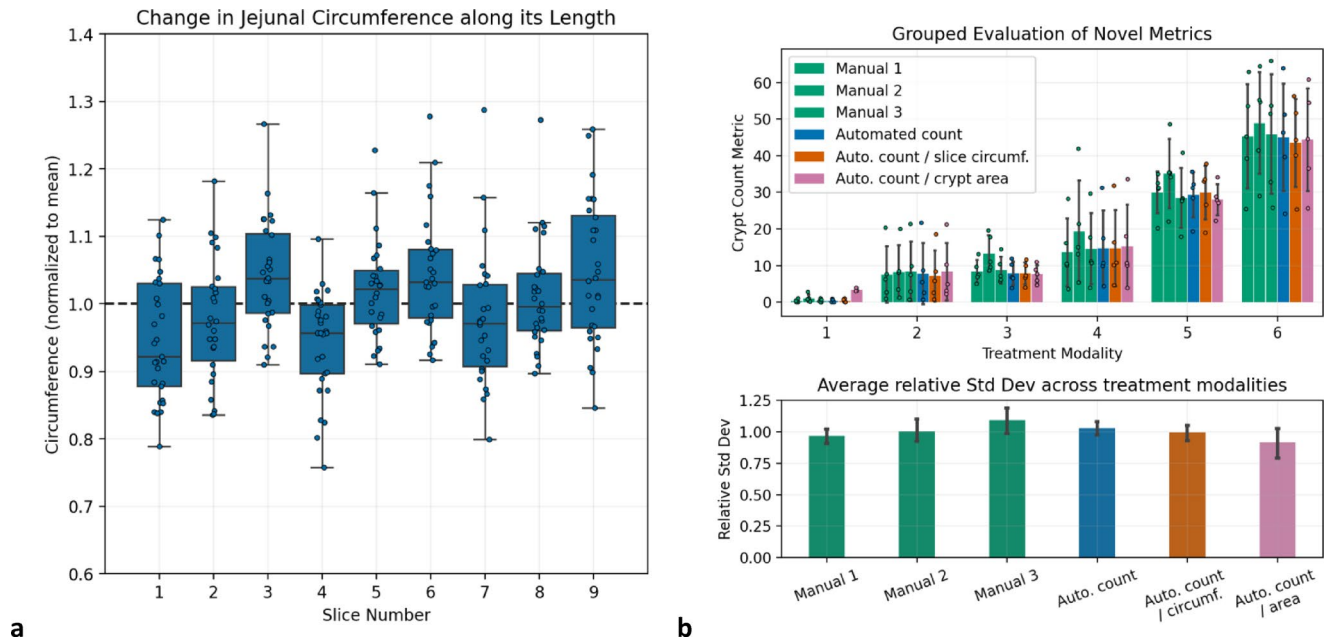 Change in Jejunal Circumference along its Length
Circumference (normalized to mean)
1.4
1.3
1.2
1.1
1.0
0.9
0.8
0.7
0.6
1 2 3 4 5 6 7 8 9
Slice Number
a
Grouped Evaluation of Novel Metrics
Crypt Count Metric
60
50
40
30
20
10
0
Manual 1
Manual 2
Manual 3
Automated count
Auto. count / slice circumf.
Auto. count / crypt area
1 2 3 4 5 6
Treatment Modality
Average relative Std Dev across treatment modalities
Relative Std Dev
1.25
1.00
0.75
0.50
0.25
0.00
Manual 1
Manual 2
Manual 3
Auto. count
Auto. count
/ circumf.
Auto. count
/ area
b